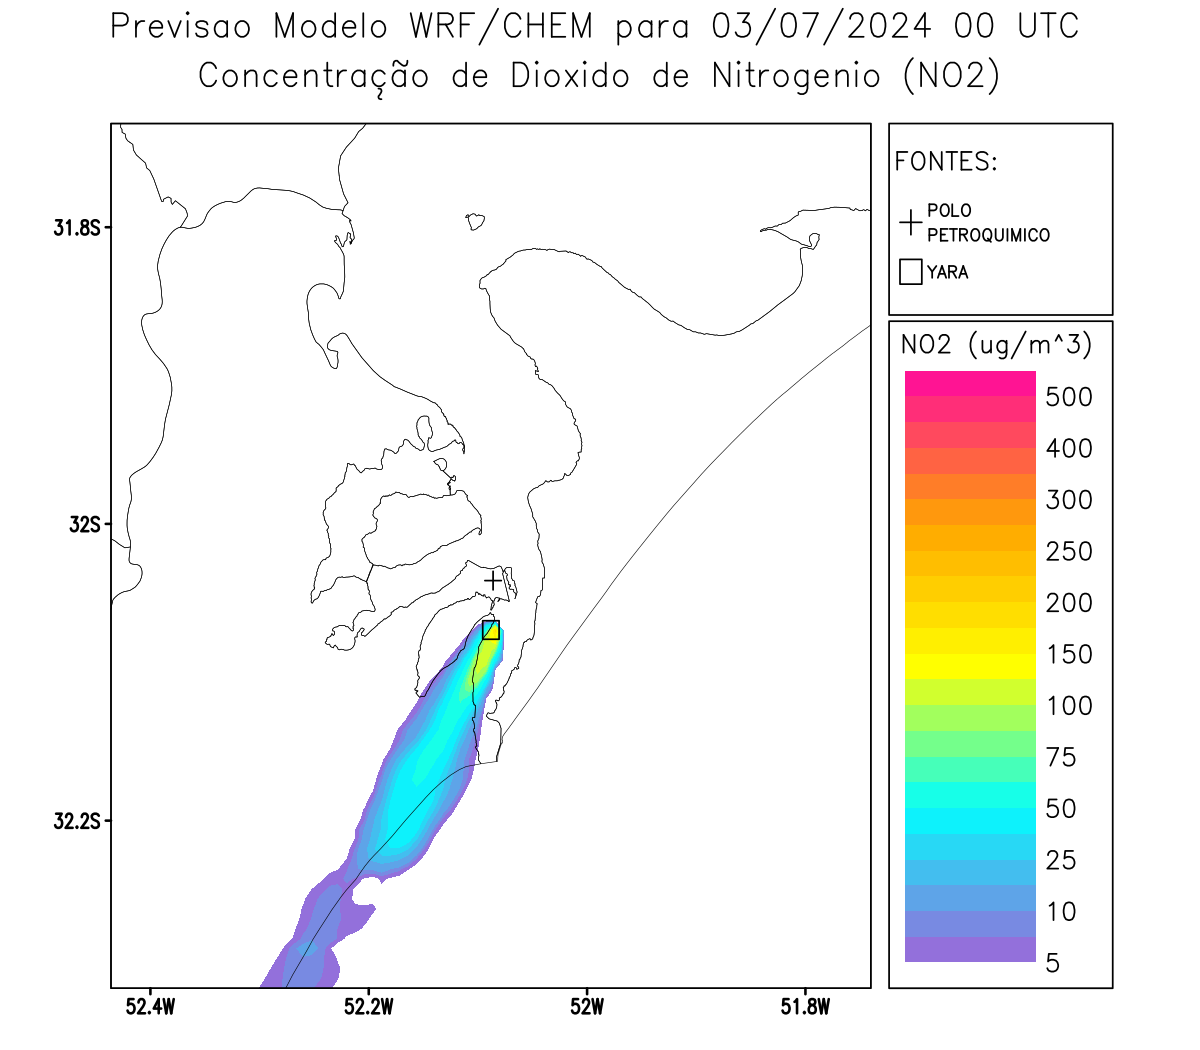 Previsao Modelo WRF/CHEM para 03/07/2024 00 UTC
Concentração de Dioxido de Nitrogenio (NO2)
FONTES:
POLO
PETROQUIMICO
YARA
NO2 (ug/m^3)
500
400
300
250
200
150
100
75
50
25
10
5
31.8S
32S
32.2S
52.4W
52.2W
52W
51.8W